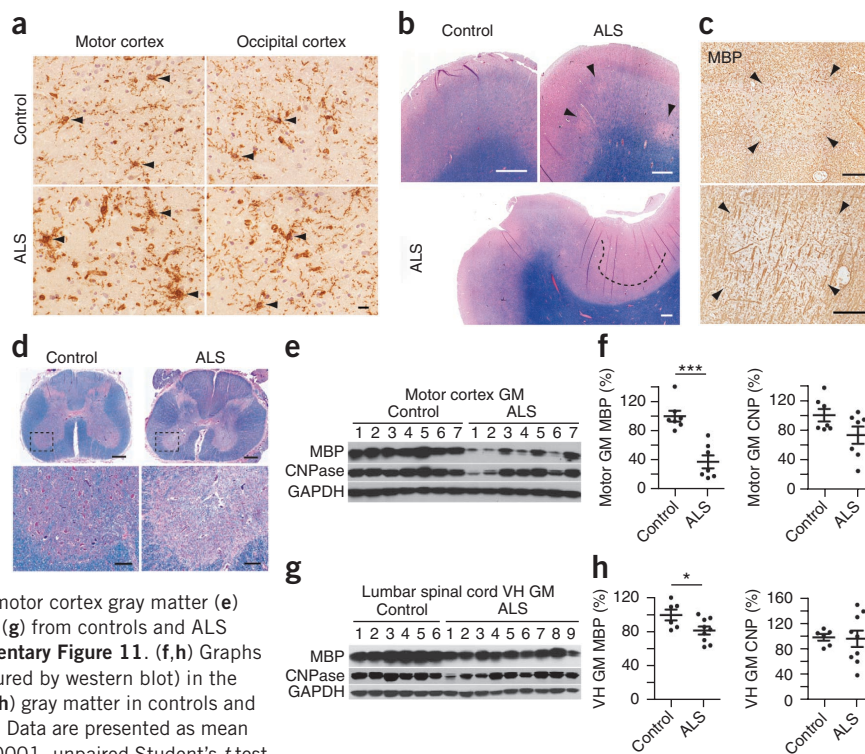 a
Motor cortex
Occipital cortex
Control
ALS
b
Control
ALS
ALS
c
MBP
d
Control
ALS
e
Motor cortex GM
Control ALS
1 2 3 4 5 6 7 1 2 3 4 5 6 7
MBP
CNPase
GAPDH
f
Motor GM MBP (%)
120
80
40
0
***
Control
ALS
Motor GM CNP (%)
120
80
40
0
Control
ALS
g
Lumbar spinal cord VH GM
Control ALS
1 2 3 4 5 6 1 2 3 4 5 6 7 8 9
MBP
CNPase
GAPDH
h
VH GM MBP (%)
120
80
40
0
*
Control
ALS
VH GM CNP (%)
160
120
80
40
0
Control
ALS
motor cortex gray matter (e)
(g) from controls and ALS
entary Figure 11. (f,h) Graphs
ured by western blot) in the
h) gray matter in controls and
Data are presented as mean
0001, unpaired Student's t test